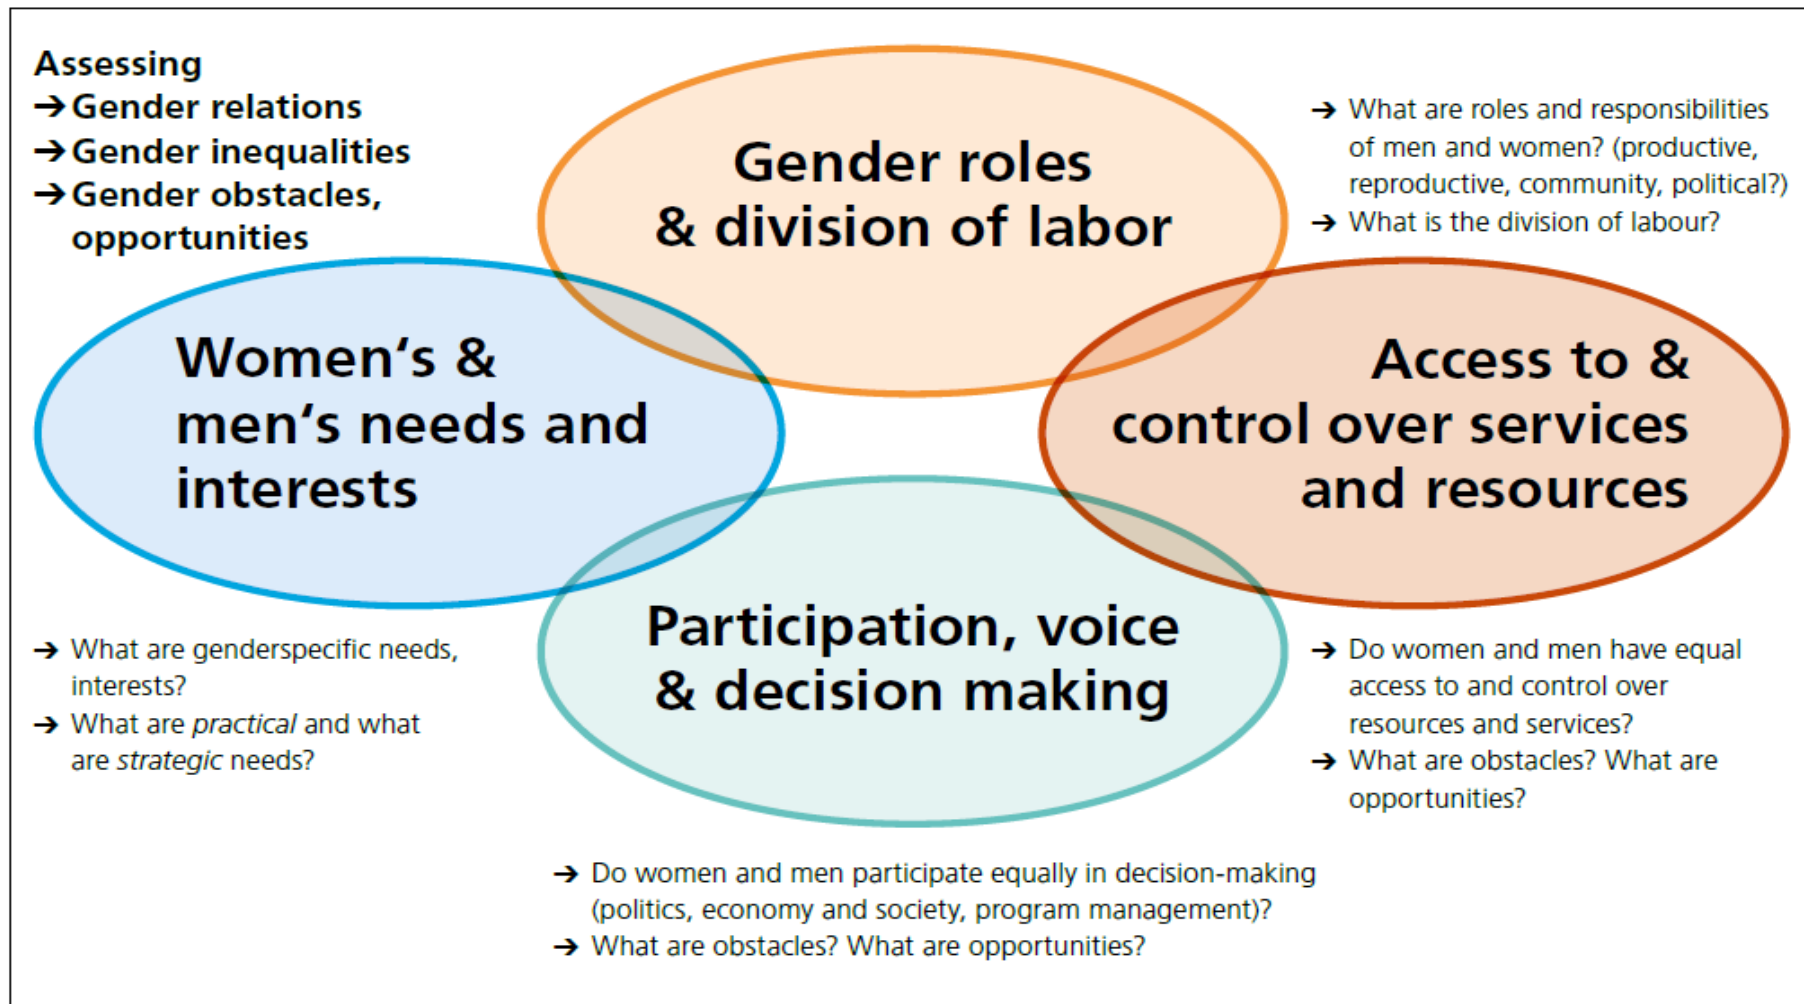 Assessing
➔ Gender relations
➔ Gender inequalities
➔ Gender obstacles,
opportunities
Gender roles
& division of labor
➔ What are roles and responsibilities
of men and women? (productive,
reproductive, community, political?)
➔ What is the division of labour?
Women‘s &
men‘s needs and
interests
Access to &
control over services
and resources
Participation, voice
& decision making
➔ What are genderspecific needs,
interests?
➔ What are practical and what
are strategic needs?
➔ Do women and men have equal
access to and control over
resources and services?
➔ What are obstacles? What are
opportunities?
➔ Do women and men participate equally in decision-making
(politics, economy and society, program management)?
➔ What are obstacles? What are opportunities?